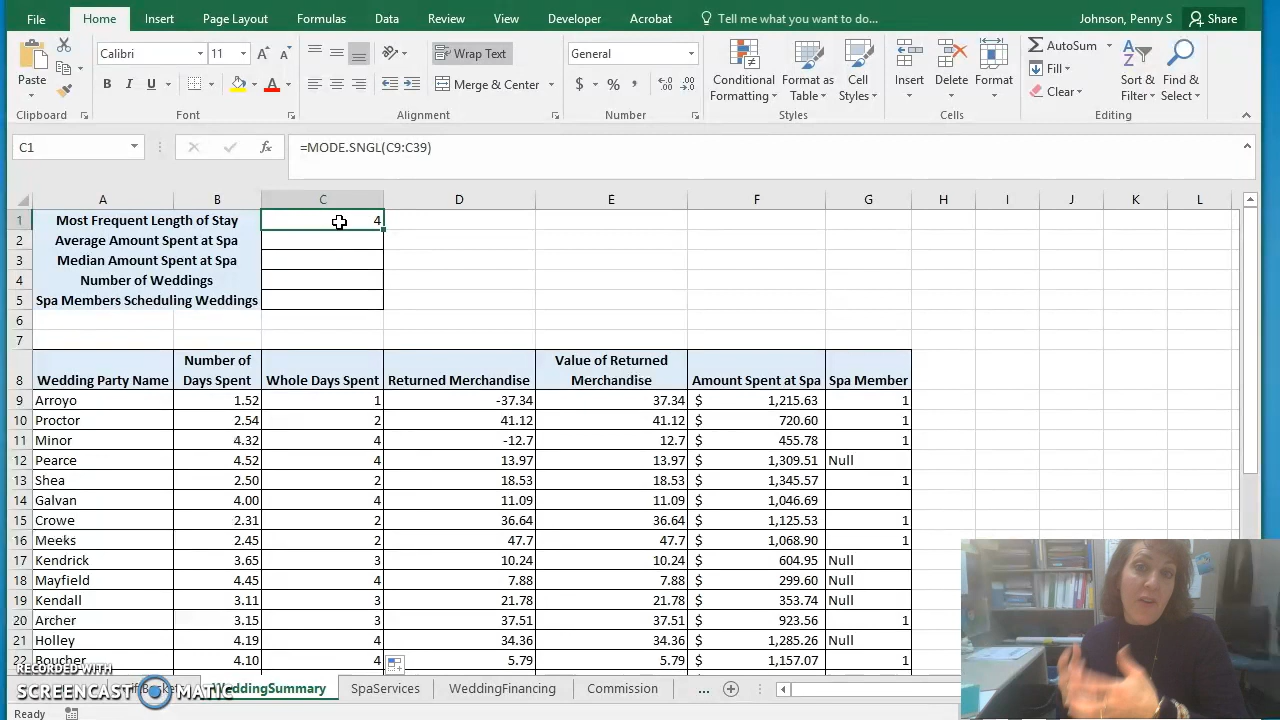 File Home Insert Page Layout Formulas Data Review View Developer Acrobat Tell me what you want to do... Johnson, Penny S Share
Calibri 11 Wrap Text General AutoSum
Paste Merge & Center Conditional Formatting Format as Table Cell Styles Insert Delete Format Fill Clear Sort & Filter Find & Select
Clipboard Font Alignment Number Styles Cells Editing
C1 =MODE.SNGL(C9:C39)
A B C D E F G H I J K L
1 Most Frequent Length of Stay 4
2 Average Amount Spent at Spa
3 Median Amount Spent at Spa
4 Number of Weddings
5 Spa Members Scheduling Weddings
6
7
8 Wedding Party Name Number of Days Spent Whole Days Spent Returned Merchandise Value of Returned Merchandise Amount Spent at Spa Spa Member
9 Arroyo 1.52 1 -37.34 37.34 $ 1,215.63 1
10 Proctor 2.54 2 41.12 41.12 $ 720.60 1
11 Minor 4.32 4 -12.7 12.7 $ 455.78 1
12 Pearce 4.52 4 13.97 13.97 $ 1,309.51 Null
13 Shea 2.50 2 18.53 18.53 $ 1,345.57 1
14 Galvan 4.00 4 11.09 11.09 $ 1,046.69
15 Crowe 2.31 2 36.64 36.64 $ 1,125.53 1
16 Meeks 2.45 2 47.7 47.7 $ 1,068.90 1
17 Kendrick 3.65 3 10.24 10.24 $ 604.95 Null
18 Mayfield 4.45 4 7.88 7.88 $ 299.60 Null
19 Kendall 3.11 3 21.78 21.78 $ 353.74 Null
20 Archer 3.15 3 37.51 37.51 $ 923.56 1
21 Holley 4.19 4 34.36 34.36 $ 1,285.26 Null
22 Boucher 4.10 4 5.79 5.79 $ 1,157.07 1
RECORDED WITH
SCREENCAST MATIC
WeddingSummary SpaServices WeddingFinancing Commission ...
Ready